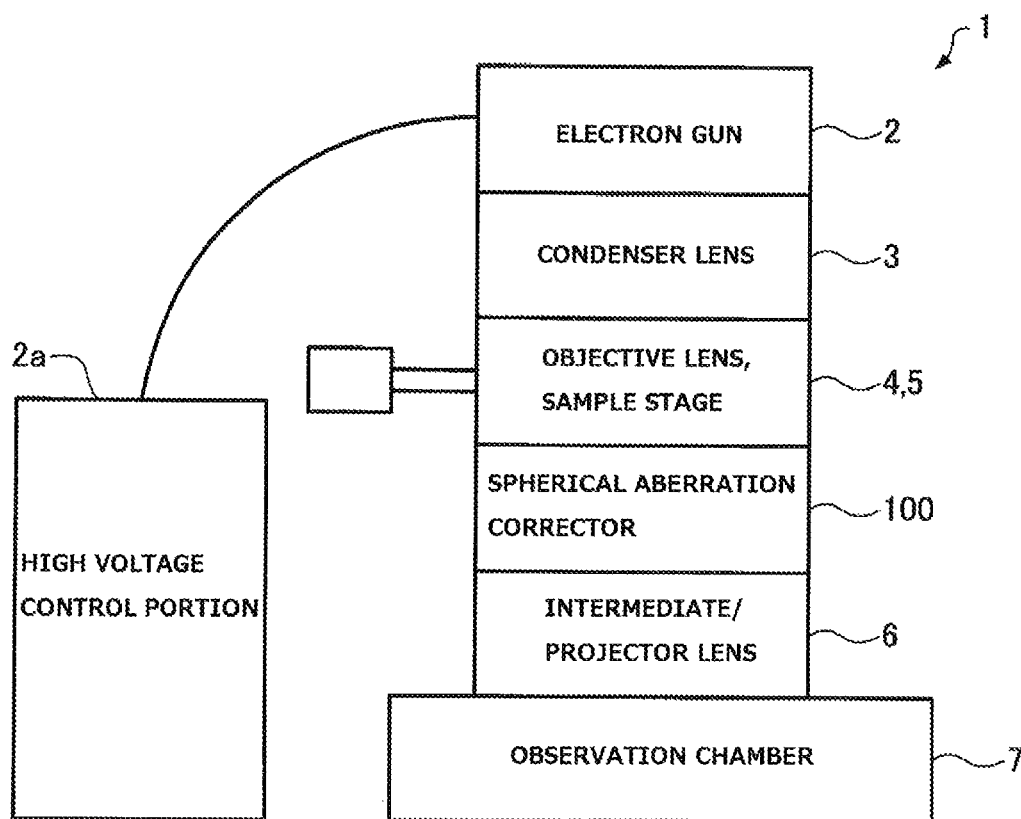 1
ELECTRON GUN
2
CONDENSER LENS
3
2a
OBJECTIVE LENS,
SAMPLE STAGE
4,5
SPHERICAL ABERRATION
CORRECTOR
100
HIGH VOLTAGE
CONTROL PORTION
INTERMEDIATE/
PROJECTOR LENS
6
OBSERVATION CHAMBER
7